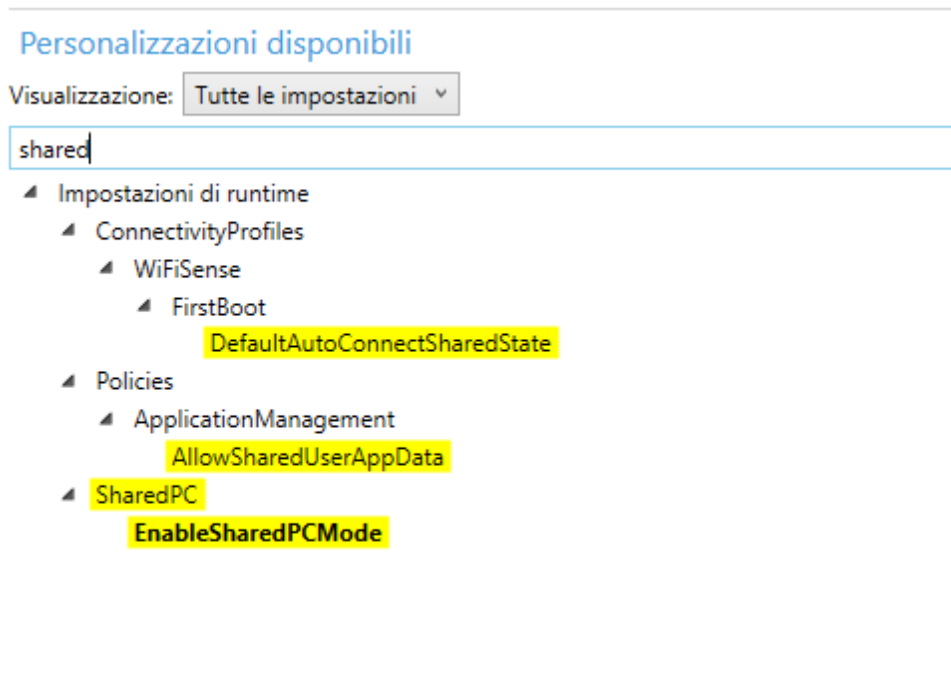 Personalizzazioni disponibili
Visualizzazione: Tutte le impostazioni
shared
Impostazioni di runtime
ConnectivityProfiles
WiFiSense
FirstBoot
DefaultAutoConnectSharedState
Policies
ApplicationManagement
AllowSharedUserAppData
SharedPC
EnableSharedPCMode